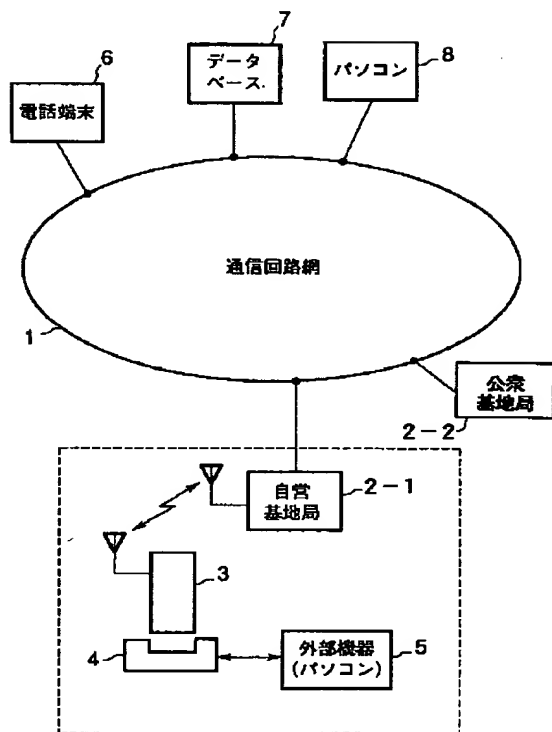 7
データ
ベース.
6
電話端末
パソコン
8
通信回路網
1
公衆
基地局
2-2
自営
基地局
2-1
3
4
外部機器
(パソコン)
5